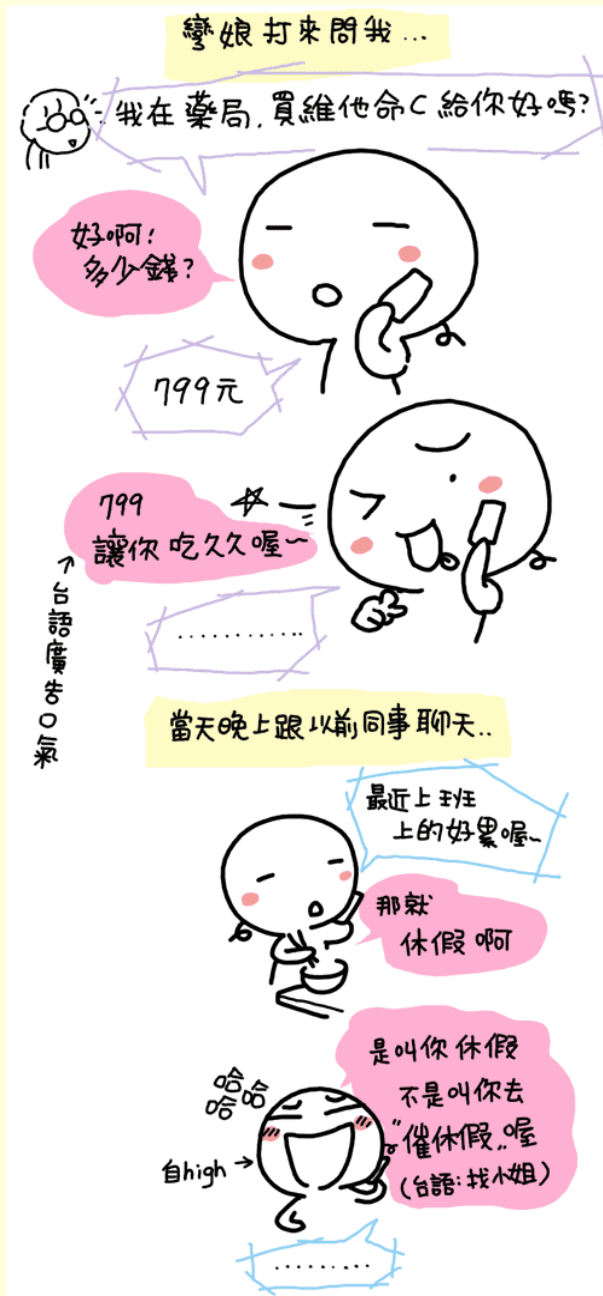 彎娘打來問我...
我在藥局,買維他命C給你好嗎?
好啊!
多少錢?
799元
799
讓你吃久久喔~
↑台語廣告口氣
............
當天晚上跟以前同事聊天..
最近上班
上的好累喔~
那就
休假啊
是叫你休假
不是叫你去
"催休假"喔
(台語:找小姐)
哈哈哈哈
自high→
.........